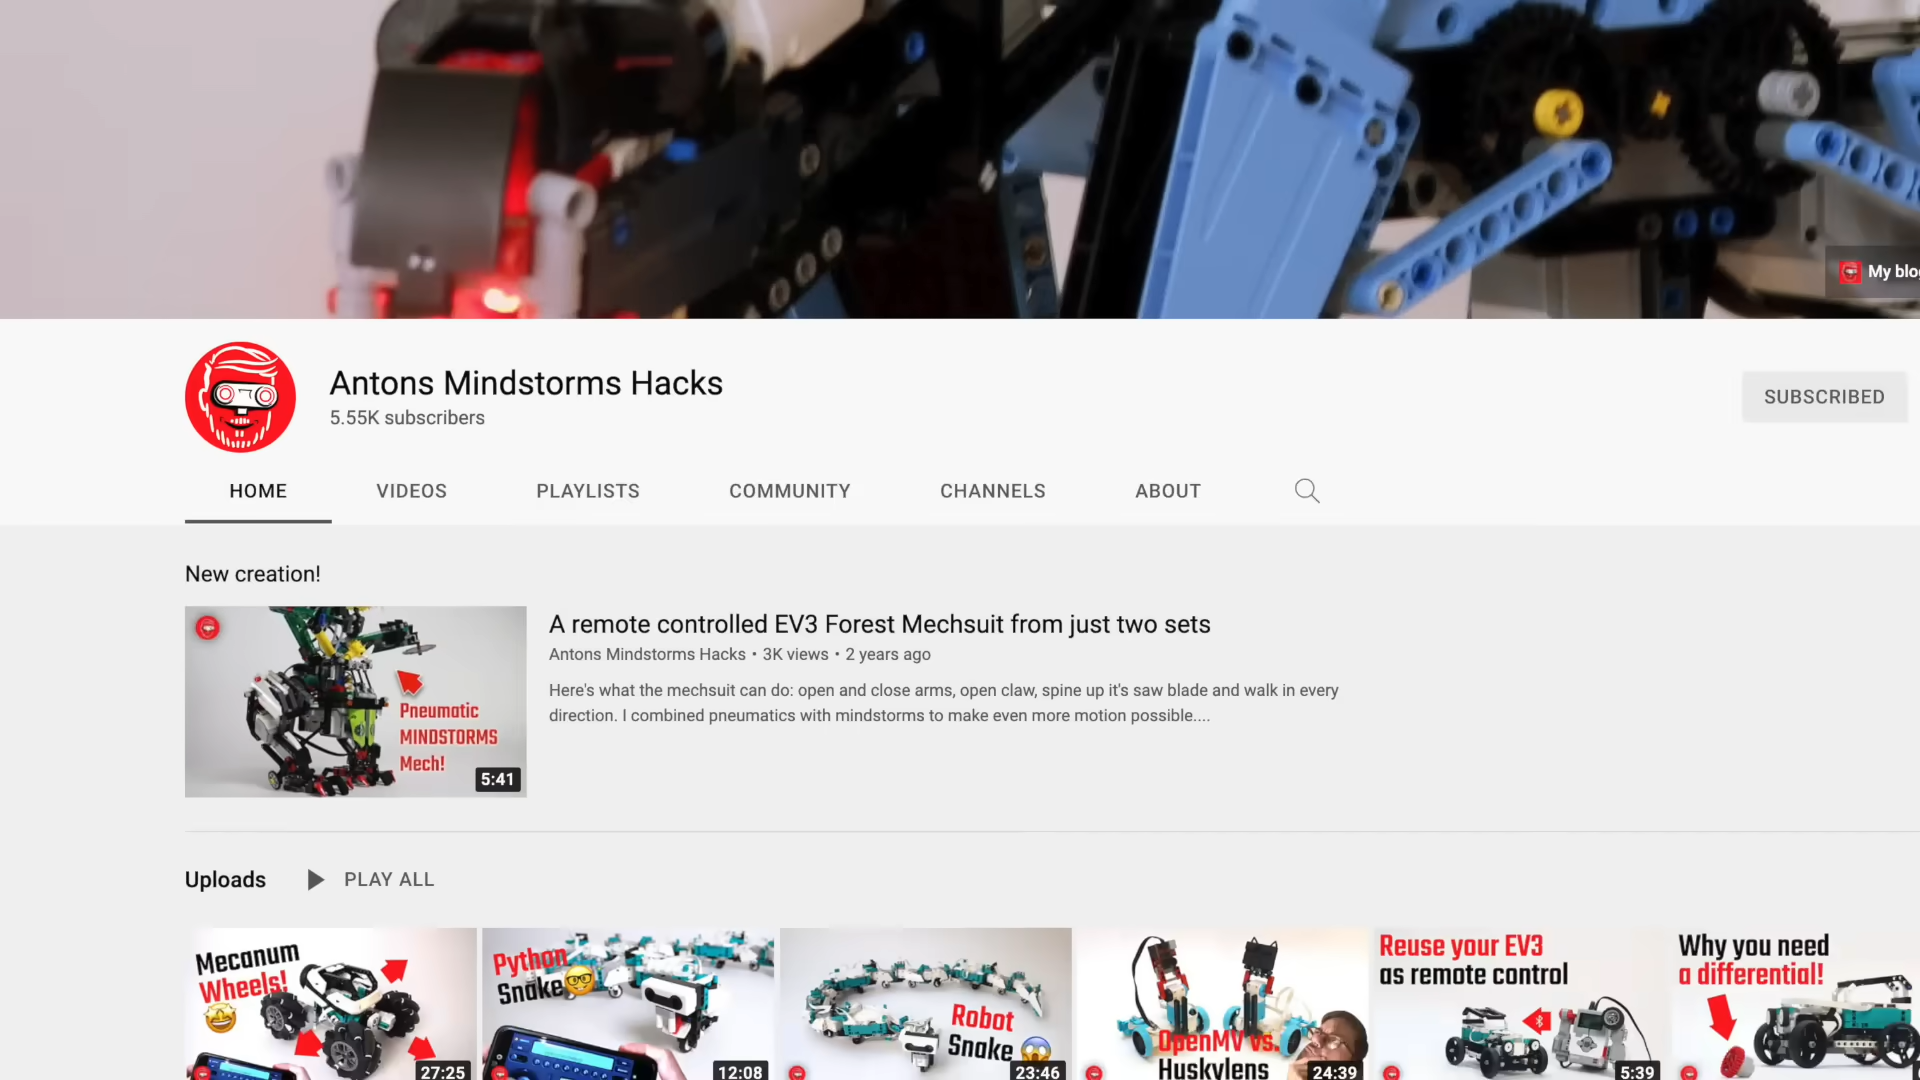 My blo
Antons Mindstorms Hacks
5.55K subscribers
SUBSCRIBED
HOME
VIDEOS
PLAYLISTS
COMMUNITY
CHANNELS
ABOUT
New creation!
Pneumatic
MINDSTORMS
Mech!
5:41
A remote controlled EV3 Forest Mechsuit from just two sets
Antons Mindstorms Hacks • 3K views • 2 years ago
Here's what the mechsuit can do: open and close arms, open claw, spine up it's saw blade and walk in every
direction. I combined pneumatics with mindstorms to make even more motion possible....
Uploads
PLAY ALL
Mecanum
Wheels!
27:25
Python
Snake
12:08
Robot
Snake
23:46
OpenMV vs.
Huskylens
24:39
Reuse your EV3
as remote control
5:39
Why you need
a differential!